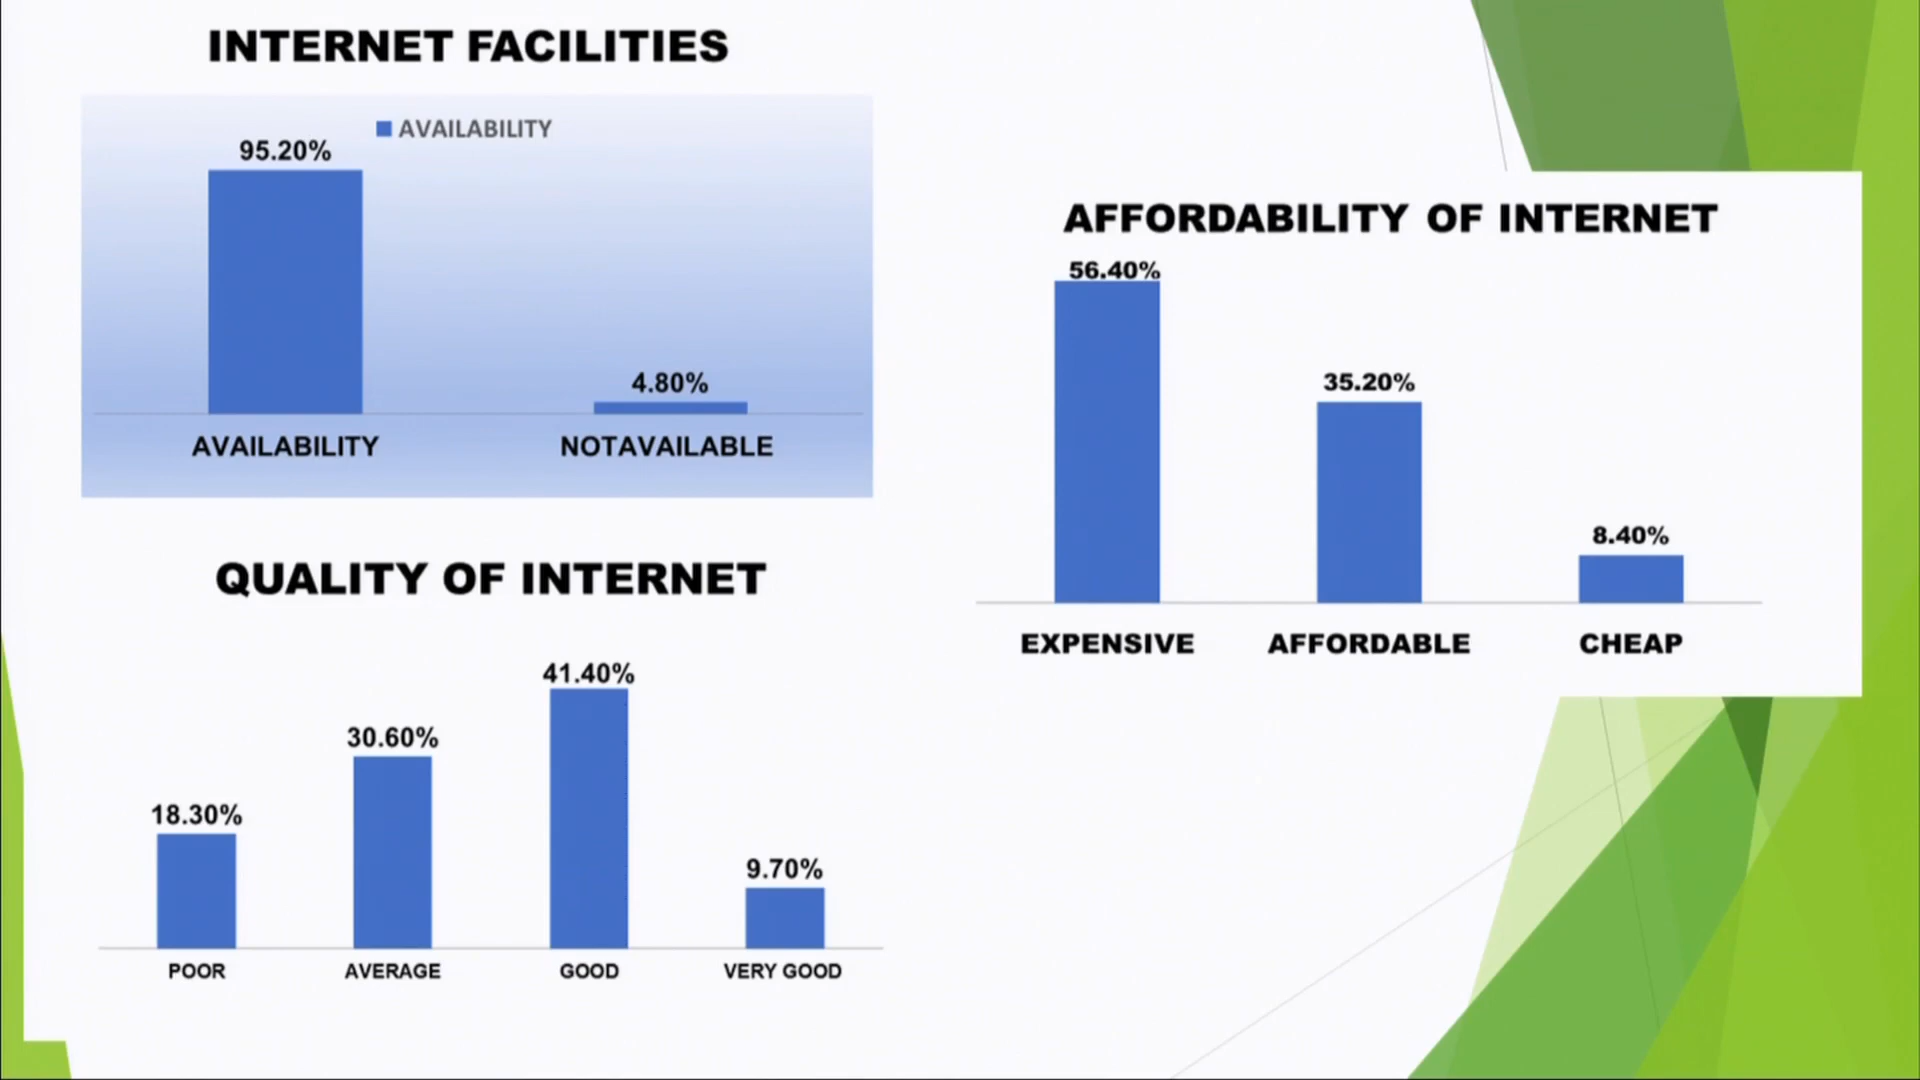 INTERNET FACILITIES
AVAILABILITY
95.20%
4.80%
AVAILABILITY NOTAVAILABLE
QUALITY OF INTERNET
18.30%
30.60%
41.40%
9.70%
POOR AVERAGE GOOD VERY GOOD
AFFORDABILITY OF INTERNET
56.40%
35.20%
8.40%
EXPENSIVE AFFORDABLE CHEAP